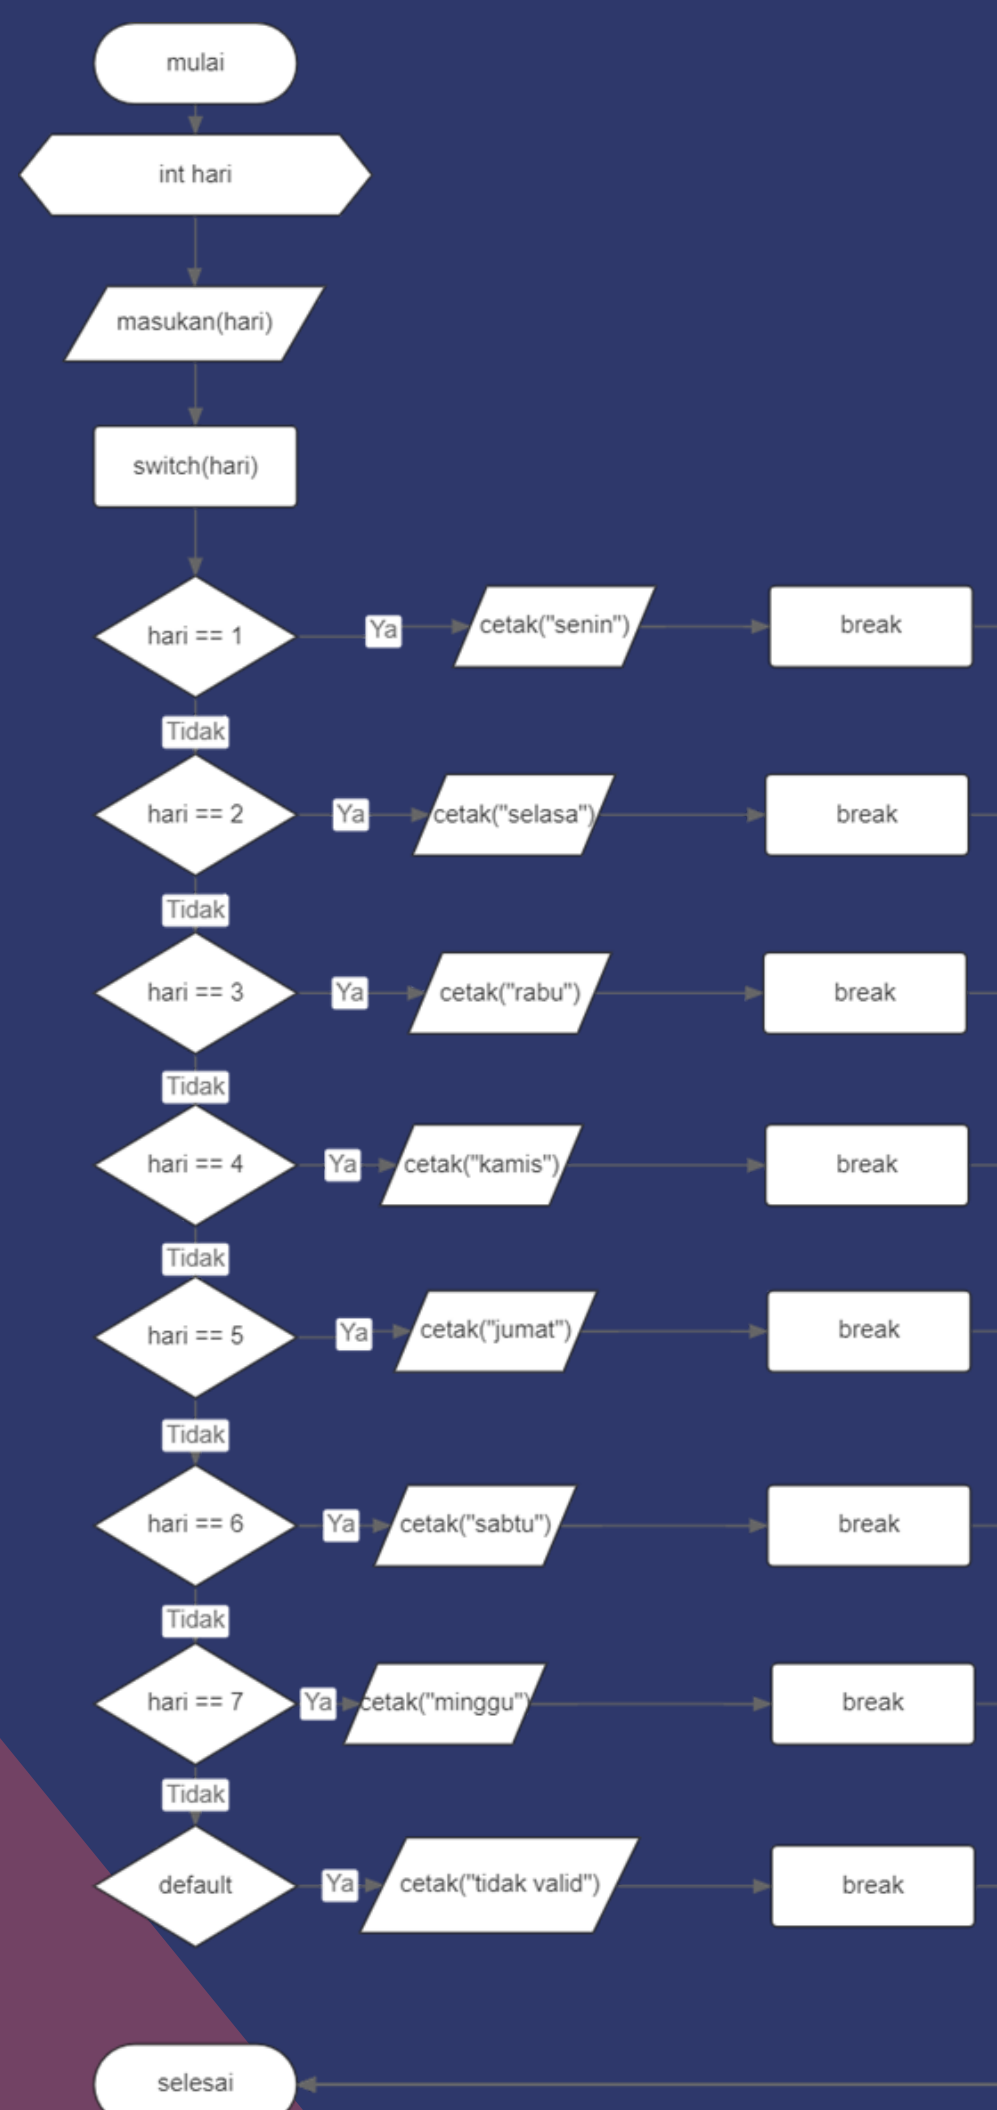 mulai
int hari
masukan(hari)
switch(hari)
hari == 1
Ya
cetak("senin")
break
Tidak
hari == 2
Ya
cetak("selasa")
break
Tidak
hari == 3
Ya
cetak("rabu")
break
Tidak
hari == 4
Ya
cetak("kamis")
break
Tidak
hari == 5
Ya
cetak("jumat")
break
Tidak
hari == 6
Ya
cetak("sabtu")
break
Tidak
hari == 7
Ya
cetak("minggu")
break
Tidak
default
Ya
cetak("tidak valid")
break
selesai